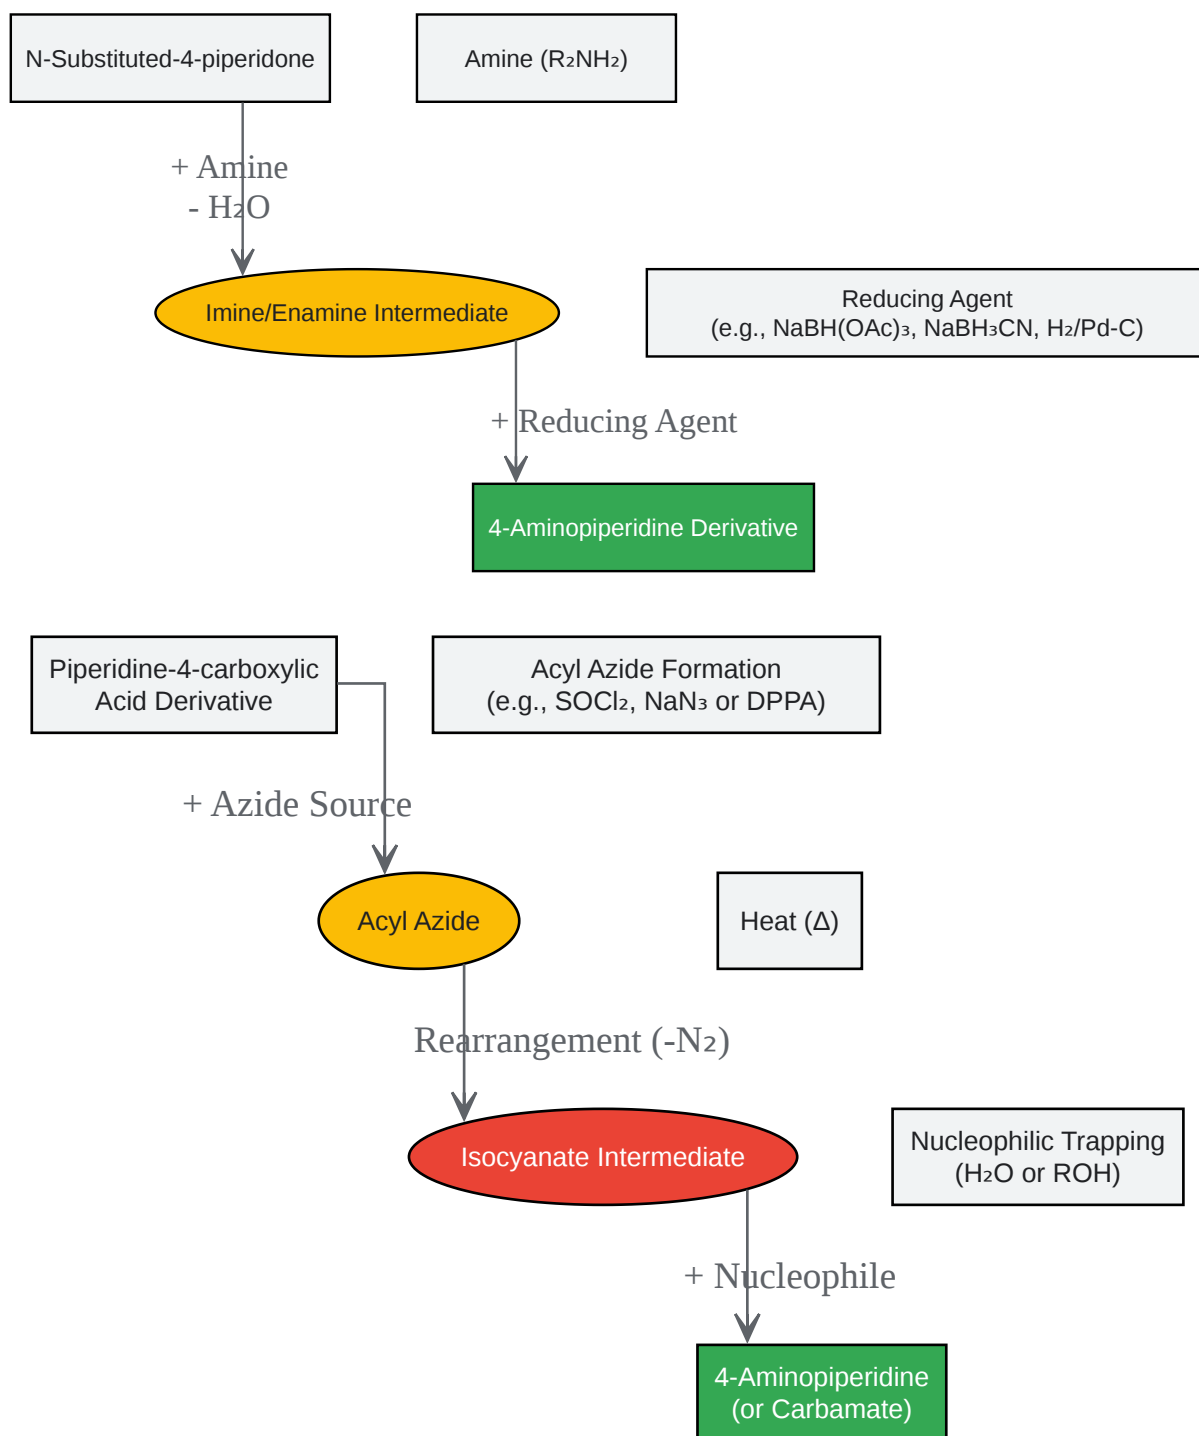 N-Substituted-4-piperidone
Amine (R₂NH₂)
+ Amine
- H₂O
Imine/Enamine Intermediate
Reducing Agent
(e.g., NaBH(OAc)₃, NaBH₃CN, H₂/Pd-C)
+ Reducing Agent
4-Aminopiperidine Derivative
Piperidine-4-carboxylic
Acid Derivative
Acyl Azide Formation
(e.g., SOCl₂, NaN₃ or DPPA)
+ Azide Source
Acyl Azide
Heat (Δ)
Rearrangement (-N₂)
Isocyanate Intermediate
Nucleophilic Trapping
(H₂O or ROH)
+ Nucleophile
4-Aminopiperidine
(or Carbamate)